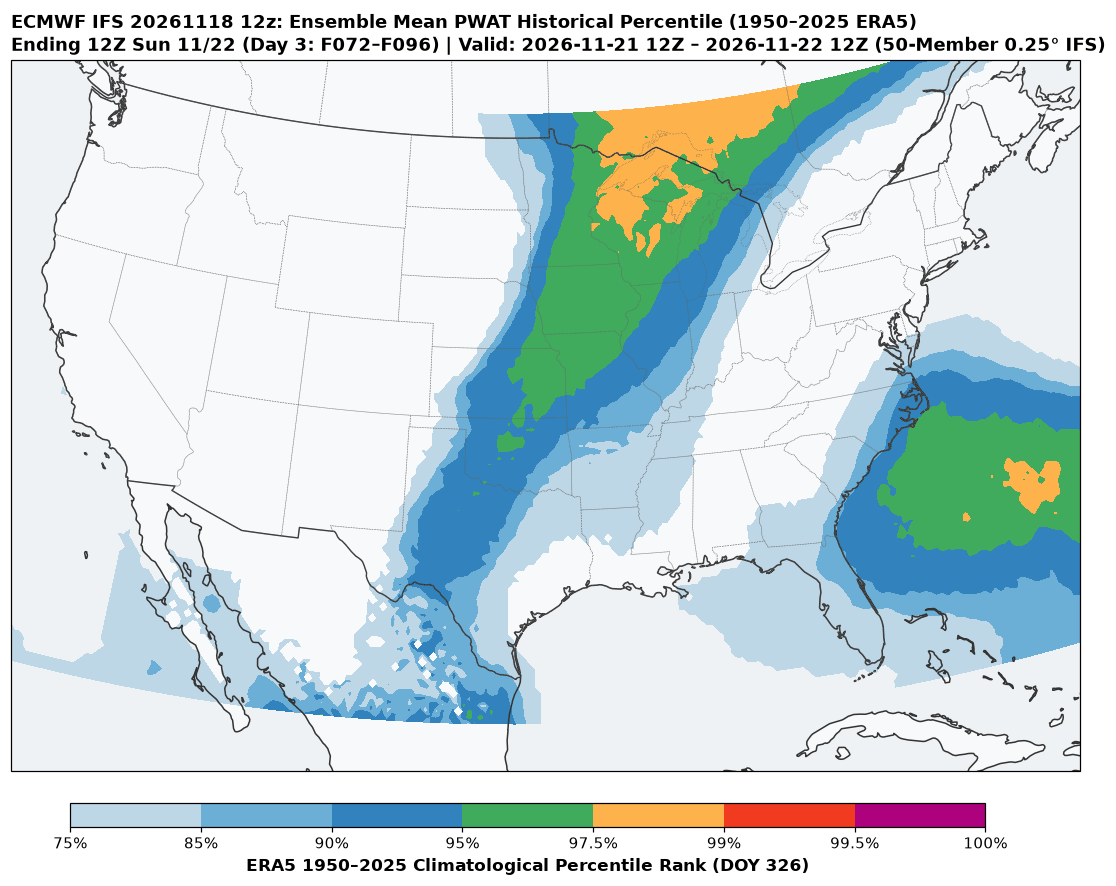 ECMWF IFS 20261118 12z: Ensemble Mean PWAT Historical Percentile (1950–2025 ERA5)
Ending 12Z Sun 11/22 (Day 3: F072–F096) | Valid: 2026-11-21 12Z – 2026-11-22 12Z (50-Member 0.25° IFS)
75% 85% 90% 95% 97.5% 99% 99.5% 100%
ERA5 1950–2025 Climatological Percentile Rank (DOY 326)